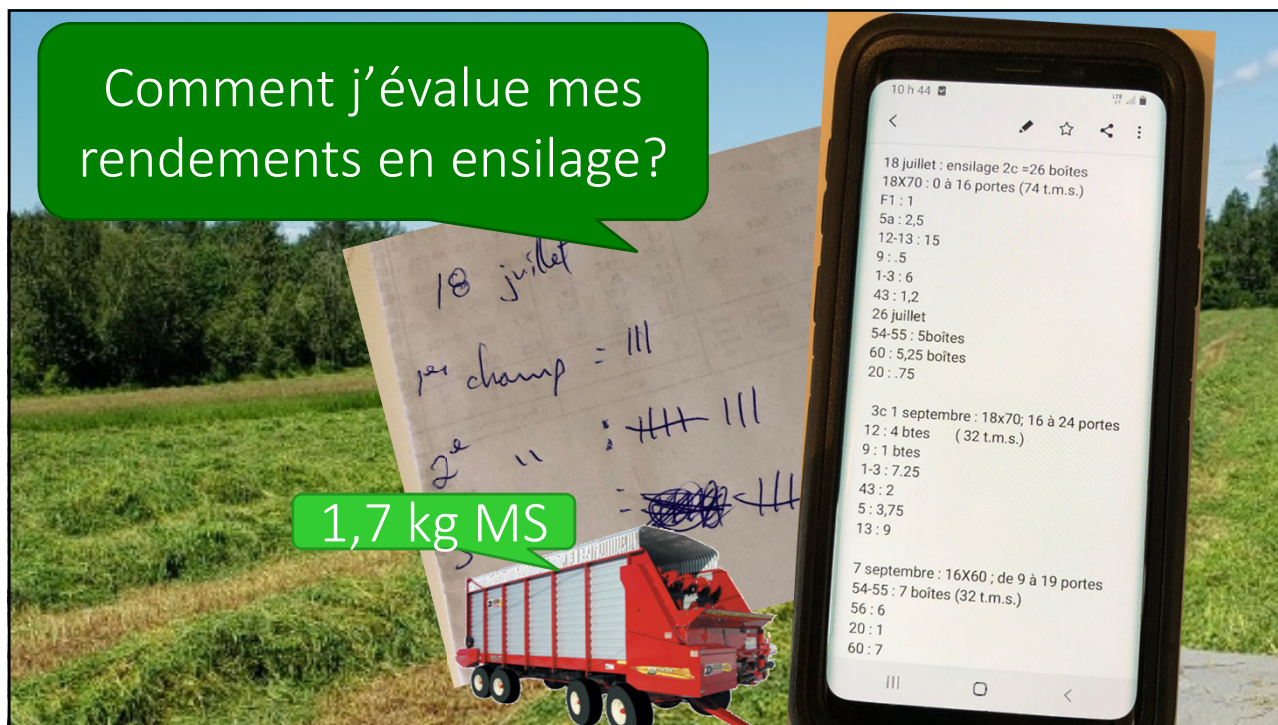 Comment j'évalue mes
rendements en ensilage?
18 juillet
1er champ = III
2e " : IIII III
=
1,7 kg MS
10 h 44
LTE
18 juillet : ensilage 2c =26 boîtes
18X70 : 0 à 16 portes (74 t.m.s.)
F1 : 1
5a : 2,5
12-13 : 15
9 : .5
1-3 : 6
43 : 1,2
26 juillet
54-55 : 5boîtes
60 : 5,25 boîtes
20 : .75
3c 1 septembre : 18x70; 16 à 24 portes
12 : 4 btes ( 32 t.m.s.)
9 : 1 btes
1-3 : 7.25
43 : 2
5 : 3,75
13 : 9
7 septembre : 16X60 ; de 9 à 19 portes
54-55 : 7 boîtes (32 t.m.s.)
56 : 6
20 : 1
60 : 7